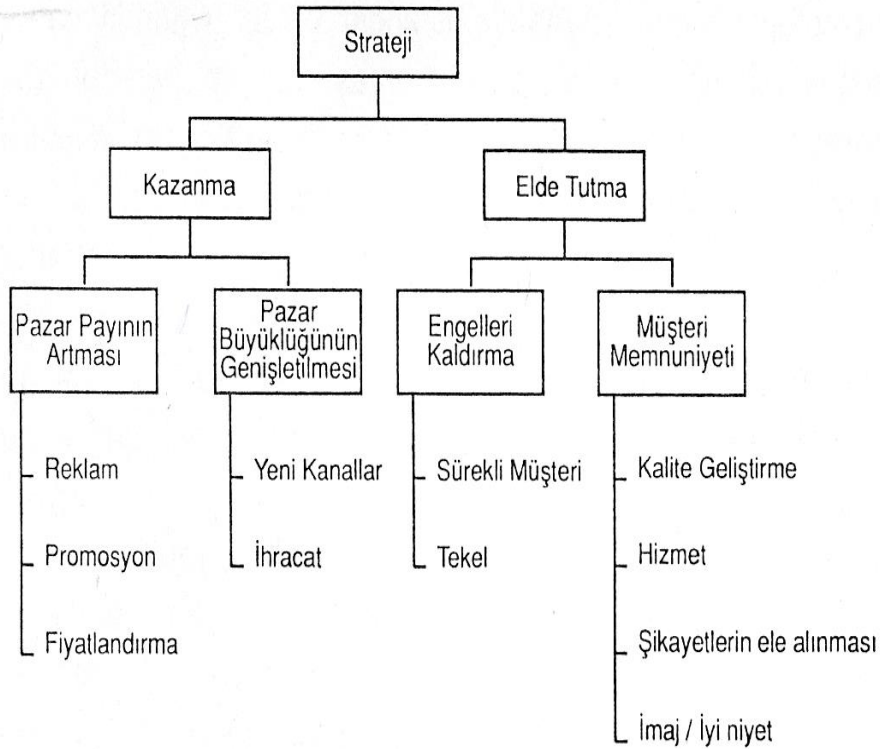 Strateji
Kazanma
Elde Tutma
Pazar Payının
Artması
Pazar
Büyüklüğünün
Genişletilmesi
Engelleri
Kaldırma
Müşteri
Memnuniyeti
Reklam
Promosyon
Fiyatlandırma
Yeni Kanallar
İhracat
Sürekli Müşteri
Tekel
Kalite Geliştirme
Hizmet
Şikayetlerin ele alınması
İmaj / İyi niyet